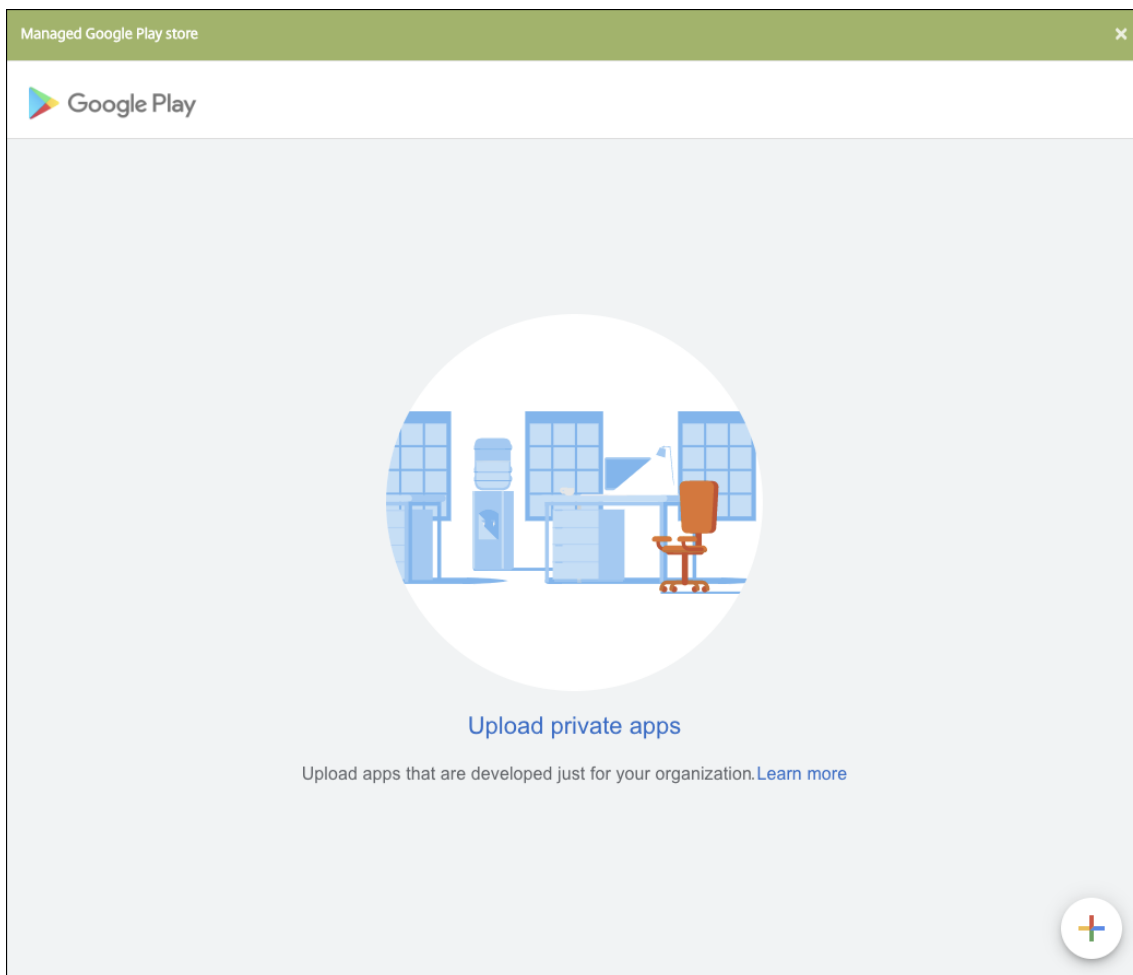 Managed Google Play store
Google Play
Upload private apps
Upload apps that are developed just for your organization. Learn more